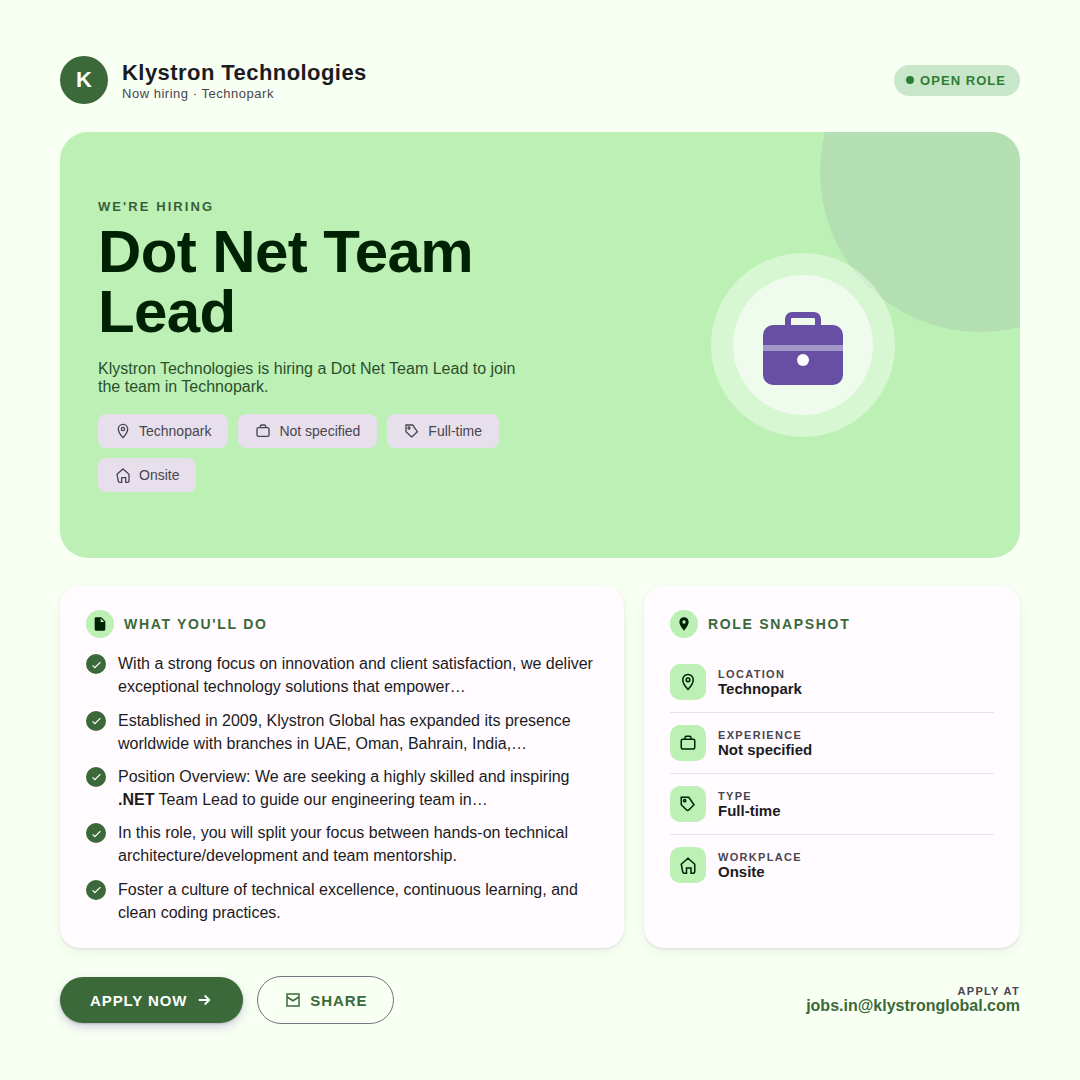 K
Klystron Technologies
Now hiring · Technopark
OPEN ROLE
WE'RE HIRING
Dot Net Team
Lead
Klystron Technologies is hiring a Dot Net Team Lead to join
the team in Technopark.
Technopark
Not specified
Full-time
Onsite
WHAT YOU'LL DO
With a strong focus on innovation and client satisfaction, we deliver
exceptional technology solutions that empower…
Established in 2009, Klystron Global has expanded its presence
worldwide with branches in UAE, Oman, Bahrain, India,…
Position Overview: We are seeking a highly skilled and inspiring
.NET Team Lead to guide our engineering team in…
In this role, you will split your focus between hands-on technical
architecture/development and team mentorship.
Foster a culture of technical excellence, continuous learning, and
clean coding practices.
ROLE SNAPSHOT
LOCATION
Technopark
EXPERIENCE
Not specified
TYPE
Full-time
WORKPLACE
Onsite
APPLY NOW
SHARE
APPLY AT
jobs.in@klystronglobal.com